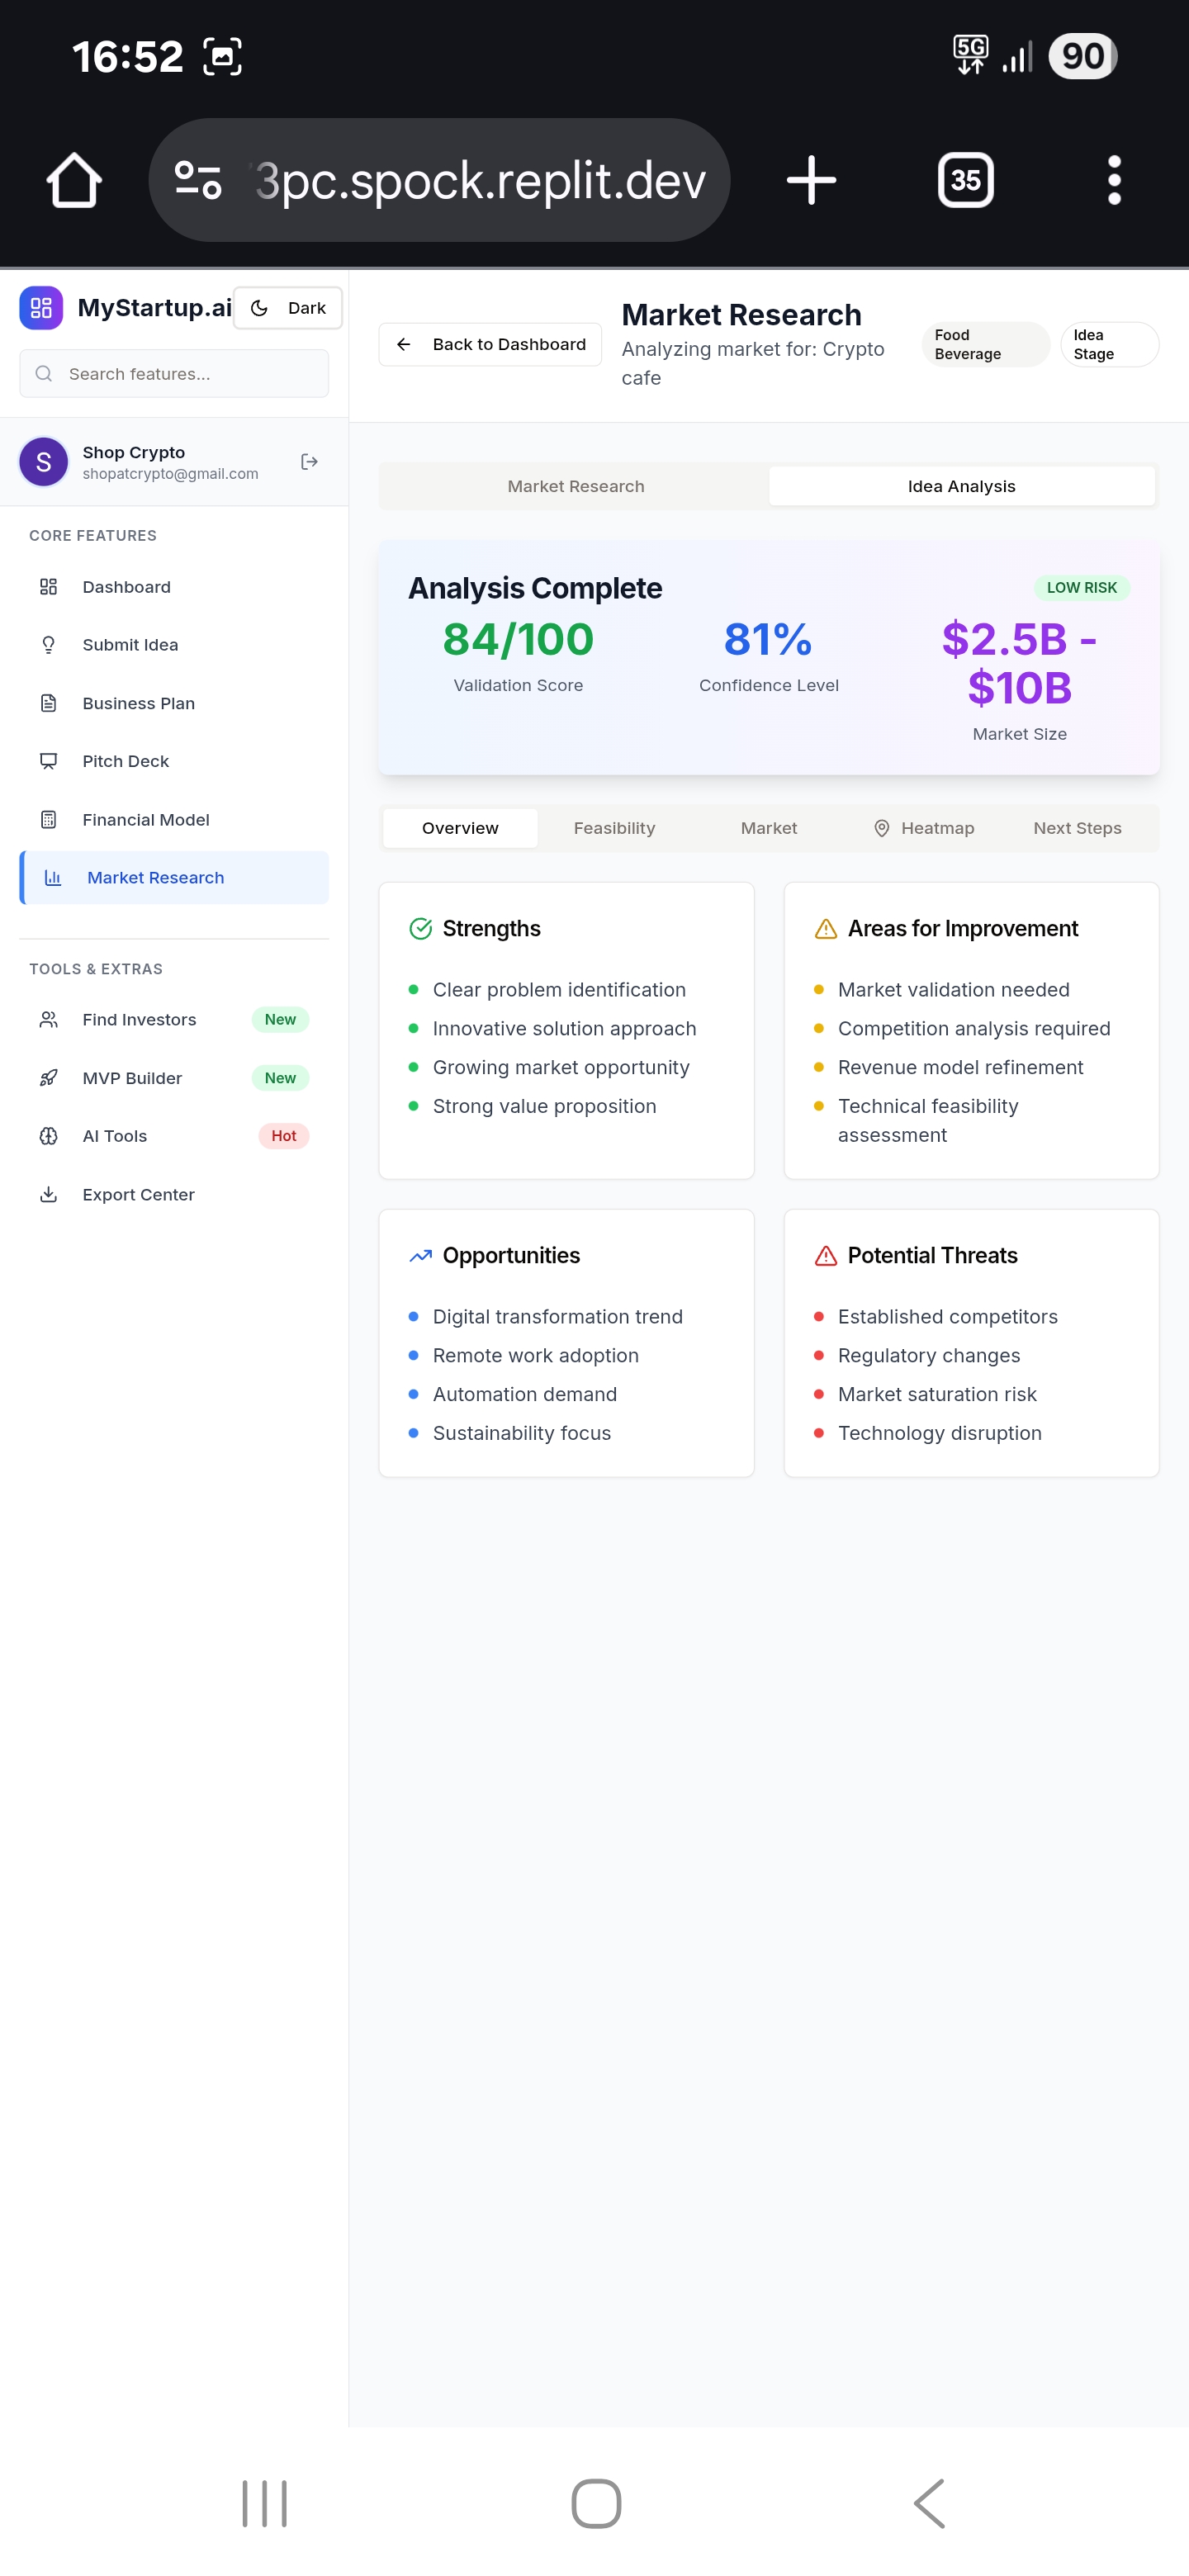 16:52
5G
90
3pc.spock.replit.dev
35
MyStartup.ai
Dark
Search features...
Shop Crypto
shopatcrypto@gmail.com
S
CORE FEATURES
Dashboard
Submit Idea
Business Plan
Pitch Deck
Financial Model
Market Research
TOOLS & EXTRAS
Find Investors
New
MVP Builder
New
AI Tools
Hot
Export Center
Back to Dashboard
Market Research
Analyzing market for: Crypto
cafe
Food
Beverage
Idea
Stage
Market Research
Idea Analysis
Analysis Complete
LOW RISK
84/100
Validation Score
81%
Confidence Level
$2.5B -
$10B
Market Size
Overview
Feasibility
Market
Heatmap
Next Steps
Strengths
Clear problem identification
Innovative solution approach
Growing market opportunity
Strong value proposition
Areas for Improvement
Market validation needed
Competition analysis required
Revenue model refinement
Technical feasibility
assessment
Opportunities
Digital transformation trend
Remote work adoption
Automation demand
Sustainability focus
Potential Threats
Established competitors
Regulatory changes
Market saturation risk
Technology disruption